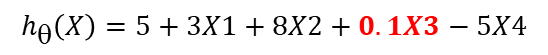 hθ(X) = 5 + 3X1 + 8X2 + 0.1X3 − 5X4